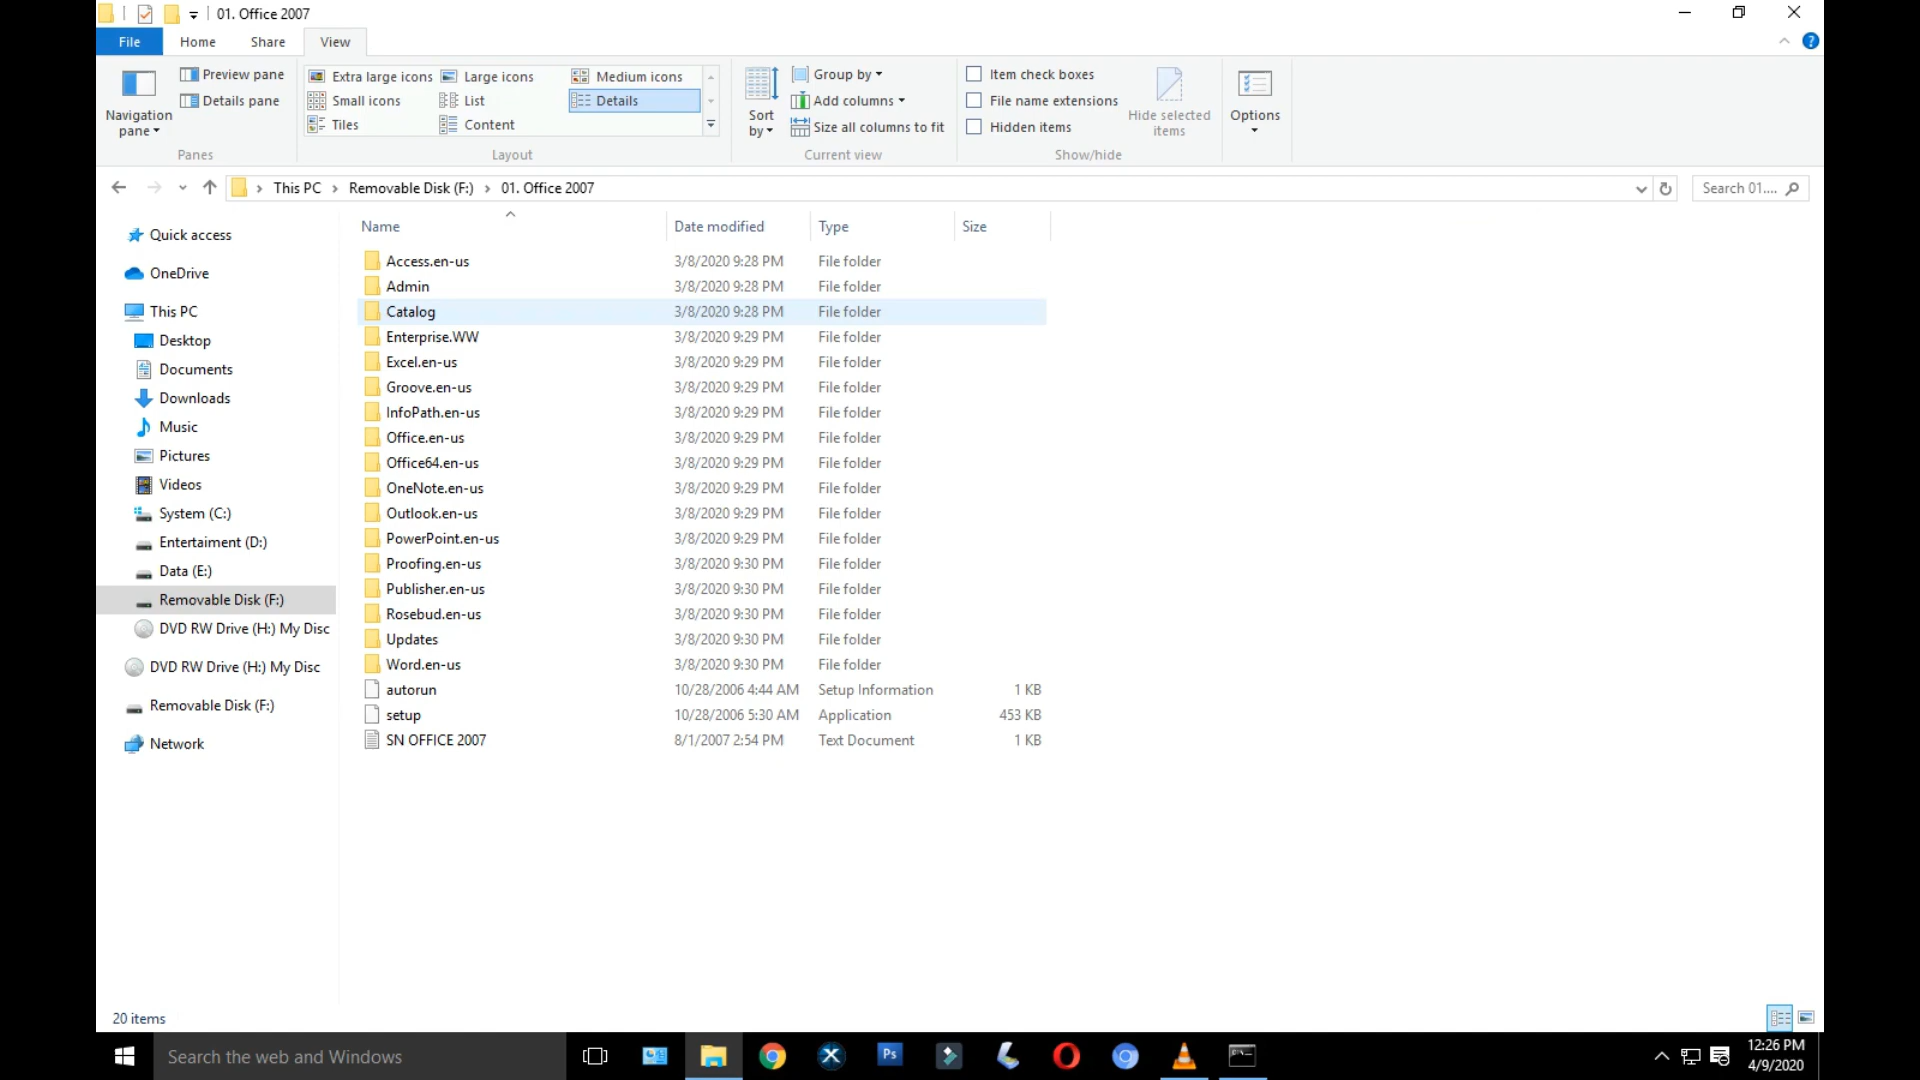 01. Office 2007
File Home Share View
Navigation pane
Preview pane
Details pane
Panes
Extra large icons Large icons Medium icons
Small icons List Details
Tiles Content
Layout
Sort by
Group by
Add columns
Size all columns to fit
Current view
Item check boxes
File name extensions
Hidden items
Hide selected items
Show/hide
Options
This PC Removable Disk (F:) 01. Office 2007
Search 01....
Quick access
OneDrive
This PC
Desktop
Documents
Downloads
Music
Pictures
Videos
System (C:)
Entertaiment (D:)
Data (E:)
Removable Disk (F:)
DVD RW Drive (H:) My Disc
DVD RW Drive (H:) My Disc
Removable Disk (F:)
Network
Name Date modified Type Size
Access.en-us 3/8/2020 9:28 PM File folder
Admin 3/8/2020 9:28 PM File folder
Catalog 3/8/2020 9:28 PM File folder
Enterprise.WW 3/8/2020 9:29 PM File folder
Excel.en-us 3/8/2020 9:29 PM File folder
Groove.en-us 3/8/2020 9:29 PM File folder
InfoPath.en-us 3/8/2020 9:29 PM File folder
Office.en-us 3/8/2020 9:29 PM File folder
Office64.en-us 3/8/2020 9:29 PM File folder
OneNote.en-us 3/8/2020 9:29 PM File folder
Outlook.en-us 3/8/2020 9:29 PM File folder
PowerPoint.en-us 3/8/2020 9:29 PM File folder
Proofing.en-us 3/8/2020 9:30 PM File folder
Publisher.en-us 3/8/2020 9:30 PM File folder
Rosebud.en-us 3/8/2020 9:30 PM File folder
Updates 3/8/2020 9:30 PM File folder
Word.en-us 3/8/2020 9:30 PM File folder
autorun 10/28/2006 4:44 AM Setup Information 1 KB
setup 10/28/2006 5:30 AM Application 453 KB
SN OFFICE 2007 8/1/2007 2:54 PM Text Document 1 KB
20 items
Search the web and Windows
Ps
12:26 PM
4/9/2020